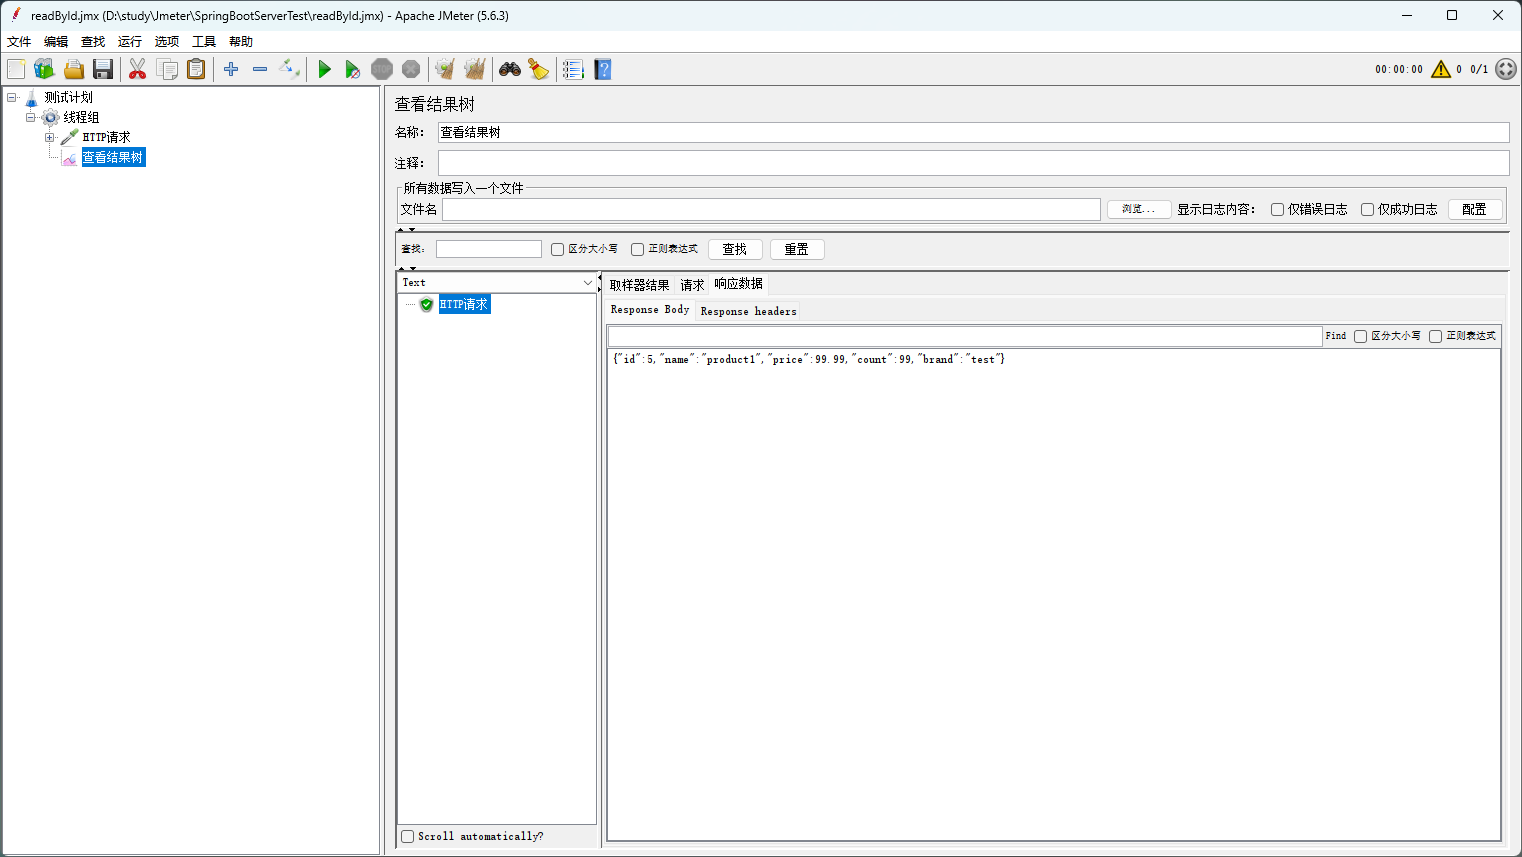 readById.jmx (D:\study\Jmeter\SpringBootServerTest\readById.jmx) - Apache JMeter (5.6.3)
文件 编辑 查找 运行 选项 工具 帮助
STOP
00:00:00 0 0/1
测试计划
线程组
HTTP请求
查看结果树
查看结果树
名称： 查看结果树
注释：
所有数据写入一个文件
文件名 浏览... 显示日志内容： 仅错误日志 仅成功日志 配置
查找： 区分大小写 正则表达式 查找 重置
Text
HTTP请求
Scroll automatically?
取样器结果 请求 响应数据
Response Body Response headers
Find 区分大小写 正则表达式
{"id":5,"name":"product1","price":99.99,"count":99,"brand":"test"}